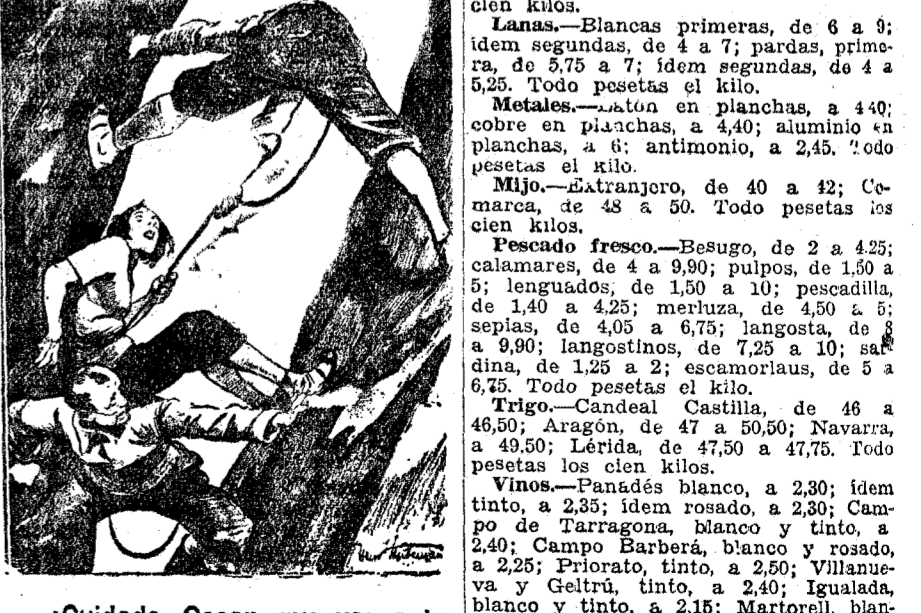 cien kilos.
Lanas.—Blancas primeras, de 6 a 9;
ídem segundas, de 4 a 7; pardas, prime-
ra, de 5,75 a 7; ídem segundas, de 4 a
5,25. Todo pesetas el kilo.
Metales.—Latón en planchas, a 4 40;
cobre en planchas, a 4,40; aluminio en
planchas, a 6; antimonio, a 2,45. Todo
pesetas el kilo.
Mijo.—Extranjero, de 40 a 42; Co-
marca, de 48 a 50. Todo pesetas los
cien kilos.
Pescado fresco.—Besugo, de 2 a 4.25;
calamares, de 4 a 9,90; pulpos, de 1,50 a
5; lenguados, de 1,50 a 10; pescadilla,
de 1,40 a 4,25; merluza, de 4,50 a 5;
sepias, de 4,05 a 6,75; langosta, de 8
a 9,90; langostinos, de 7,25 a 10; sar-
dina, de 1,25 a 2; escamorlaus, de 5 a
6,75. Todo pesetas el kilo.
Trigo.—Candeal Castilla, de 46 a
46,50; Aragón, de 47 a 50,50; Navarra,
a 49.50; Lérida, de 47,50 a 47,75. Todo
pesetas los cien kilos.
Vinos.—Panadés blanco, a 2,30; ídem
tinto, a 2,35; ídem rosado, a 2,30; Cam-
po de Tarragona, blanco y tinto, a
2,40; Campo Barberá, blanco y rosado,
a 2,25; Priorato, tinto, a 2,50; Villanue-
va y Geltrú, tinto, a 2,40; Igualada,
blanco y tinto, a 2,15; Martorell, blan-
¡Cuidado, Oscar, que